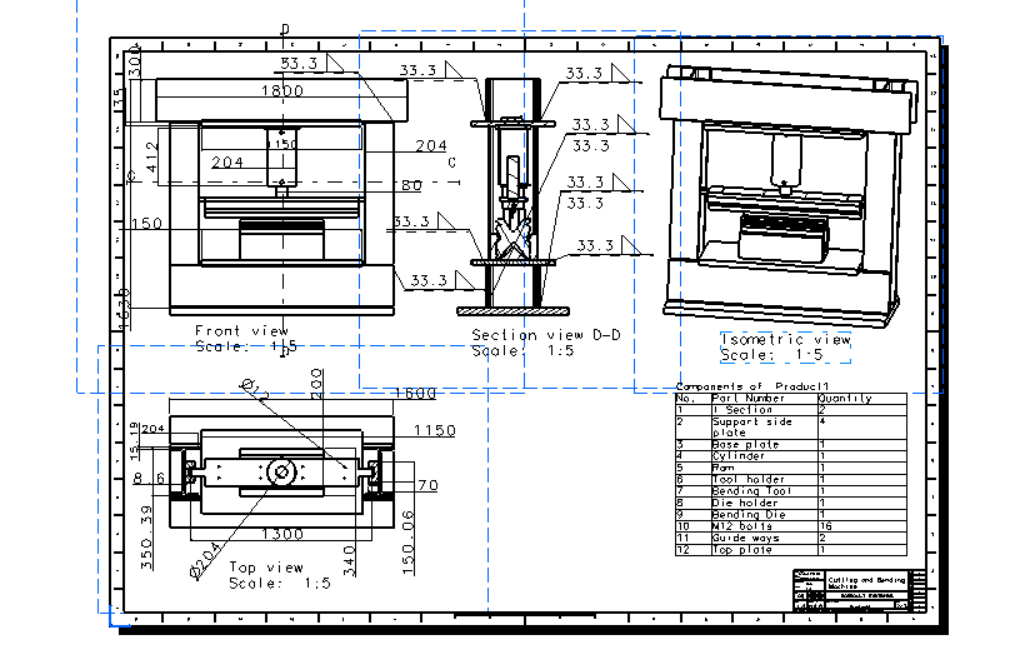 D
300
53.3
33.3
33.3
1800
33.3
33.3
412
150
204
204
C
80
33.3
33.3
150
33.3
33.3
33.3
Front view
Scale: 1:5
Section view D-D
Scale: 1:5
Isometric view
Scale: 1:5
200
1600
204
1150
15.19
8.6
70
350.39
1300
Ø204
340
150.06
Top view
Scale: 1:5
Components of Product1
No. Part Number Quantity
1 I Section 2
2 Support side plate 4
3 Base plate 1
4 Cylinder 1
5 Ram 1
6 Tool holder 1
7 Bending Tool 1
8 Die holder 1
9 Bending Die 1
10 M12 bolts 16
11 Guide ways 2
12 Top plate 1
Cutting and Bending
Machine